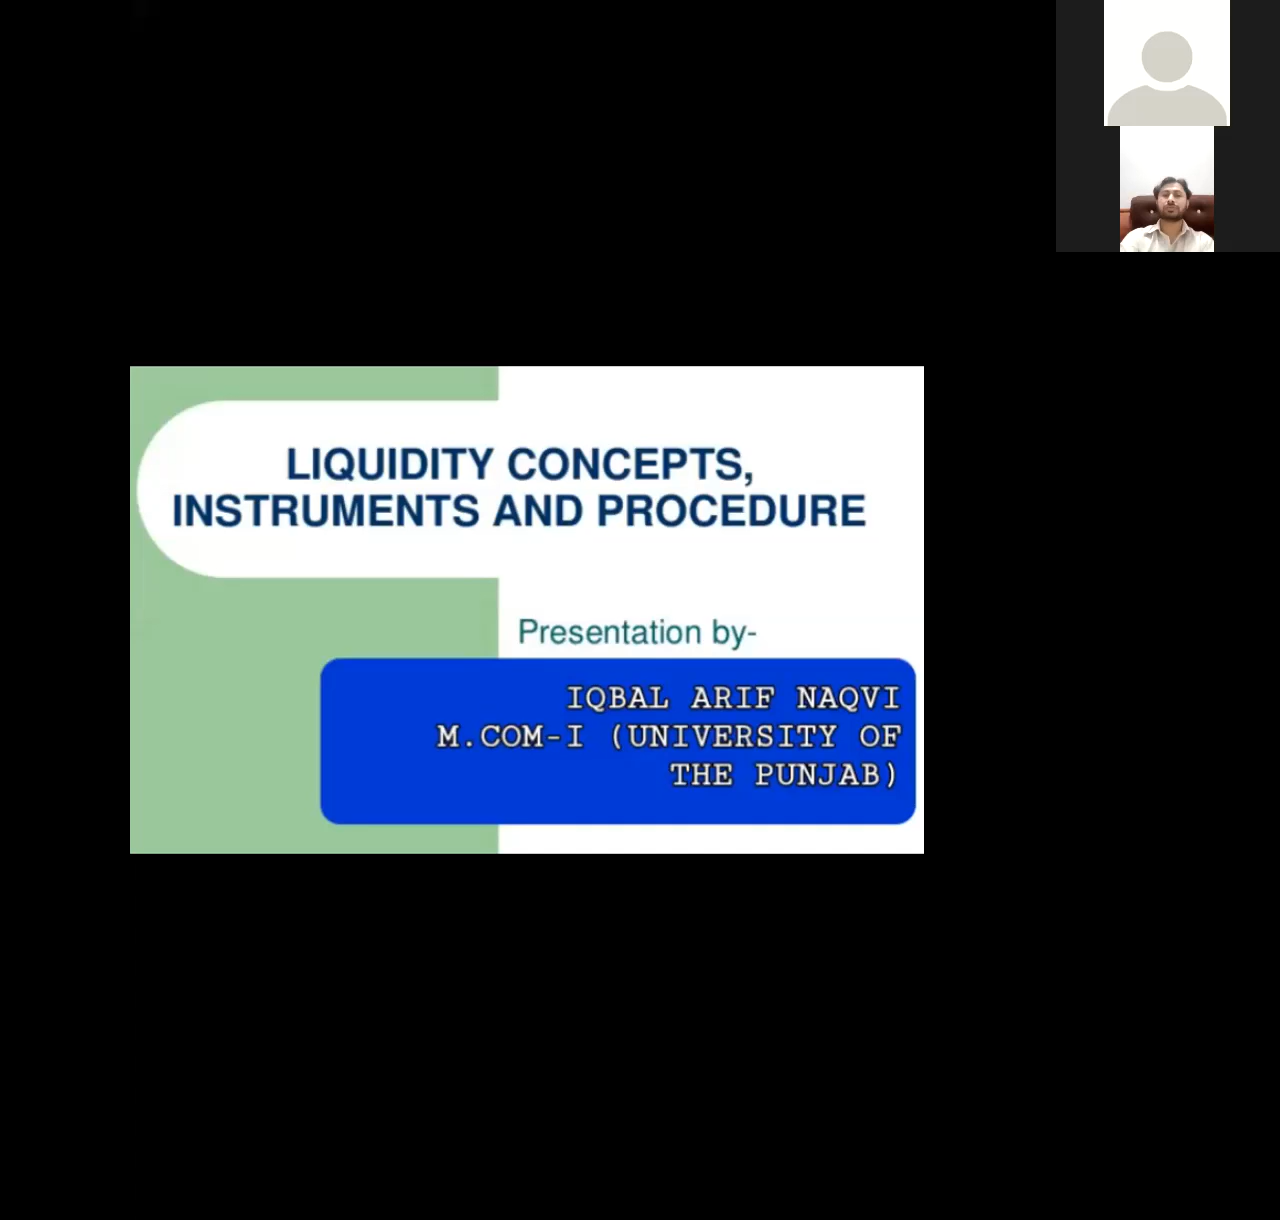 LIQUIDITY CONCEPTS,
INSTRUMENTS AND PROCEDURE
Presentation by-
IQBAL ARIF NAQVI
M.COM-I (UNIVERSITY OF
THE PUNJAB)